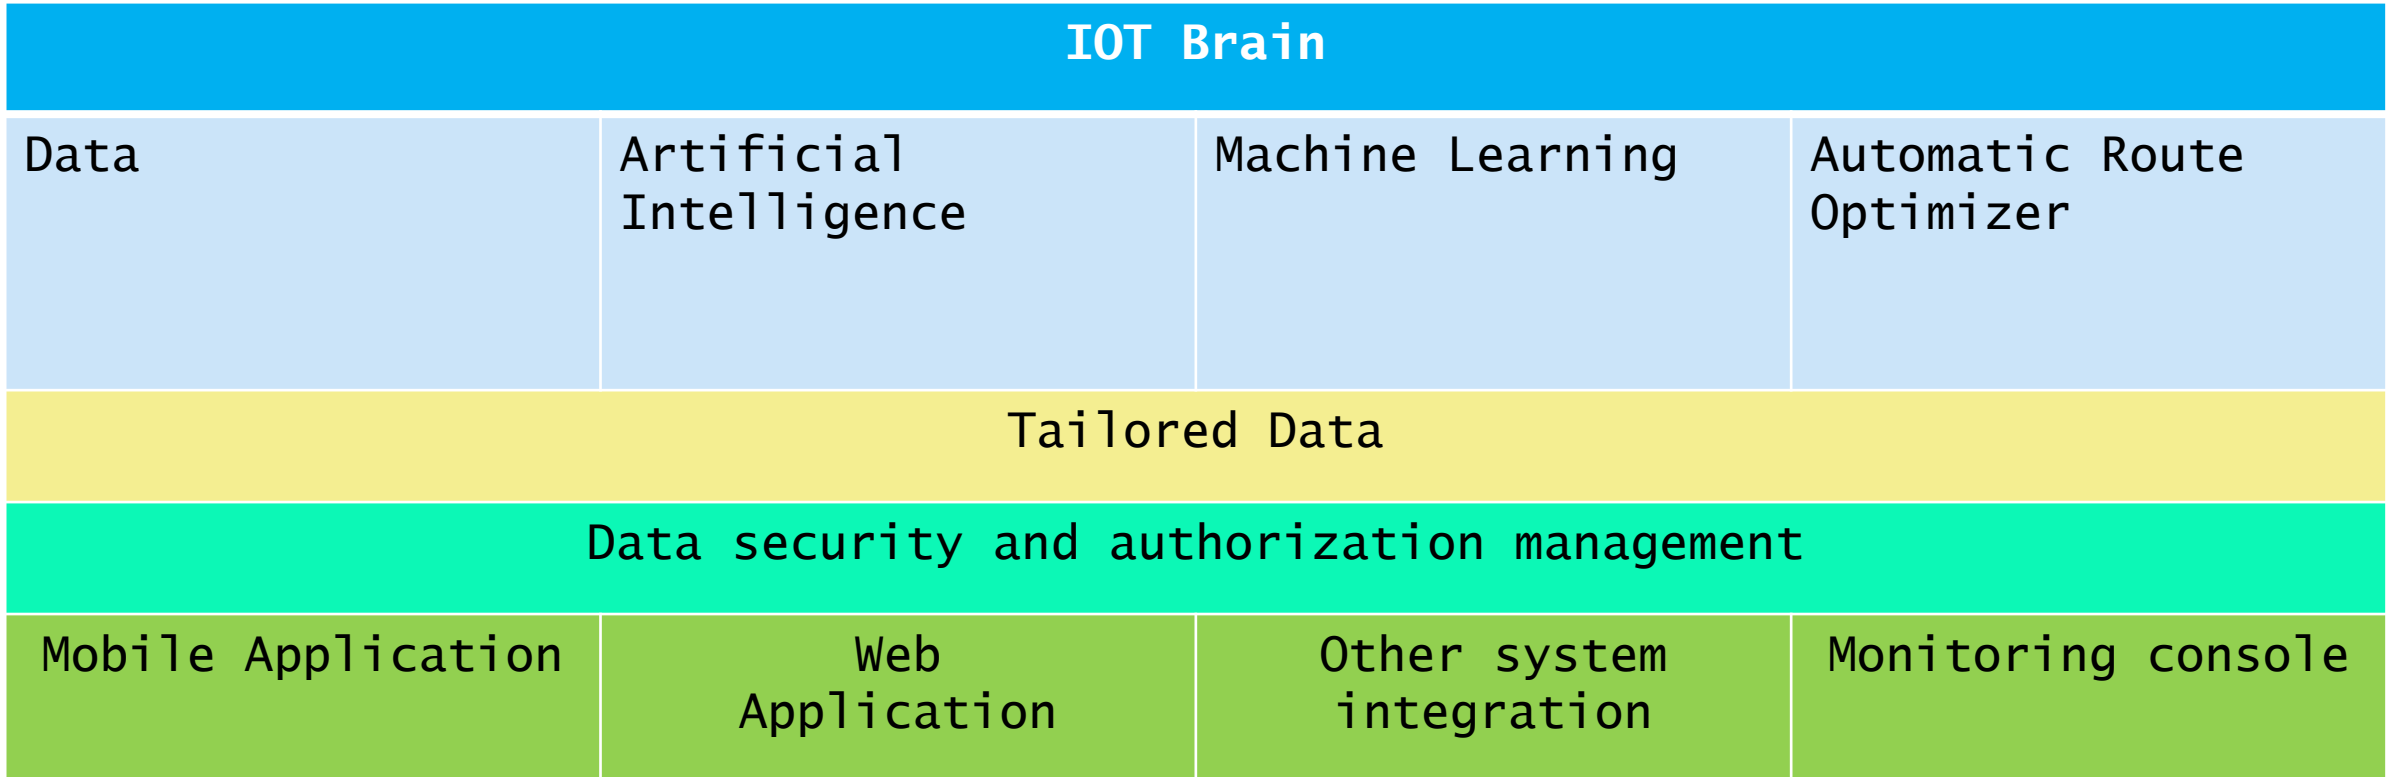 IOT Brain
Data
Artificial
Intelligence
Machine Learning
Automatic Route
Optimizer
Tailored Data
Data security and authorization management
Mobile Application
Web
Application
Other system
integration
Monitoring console